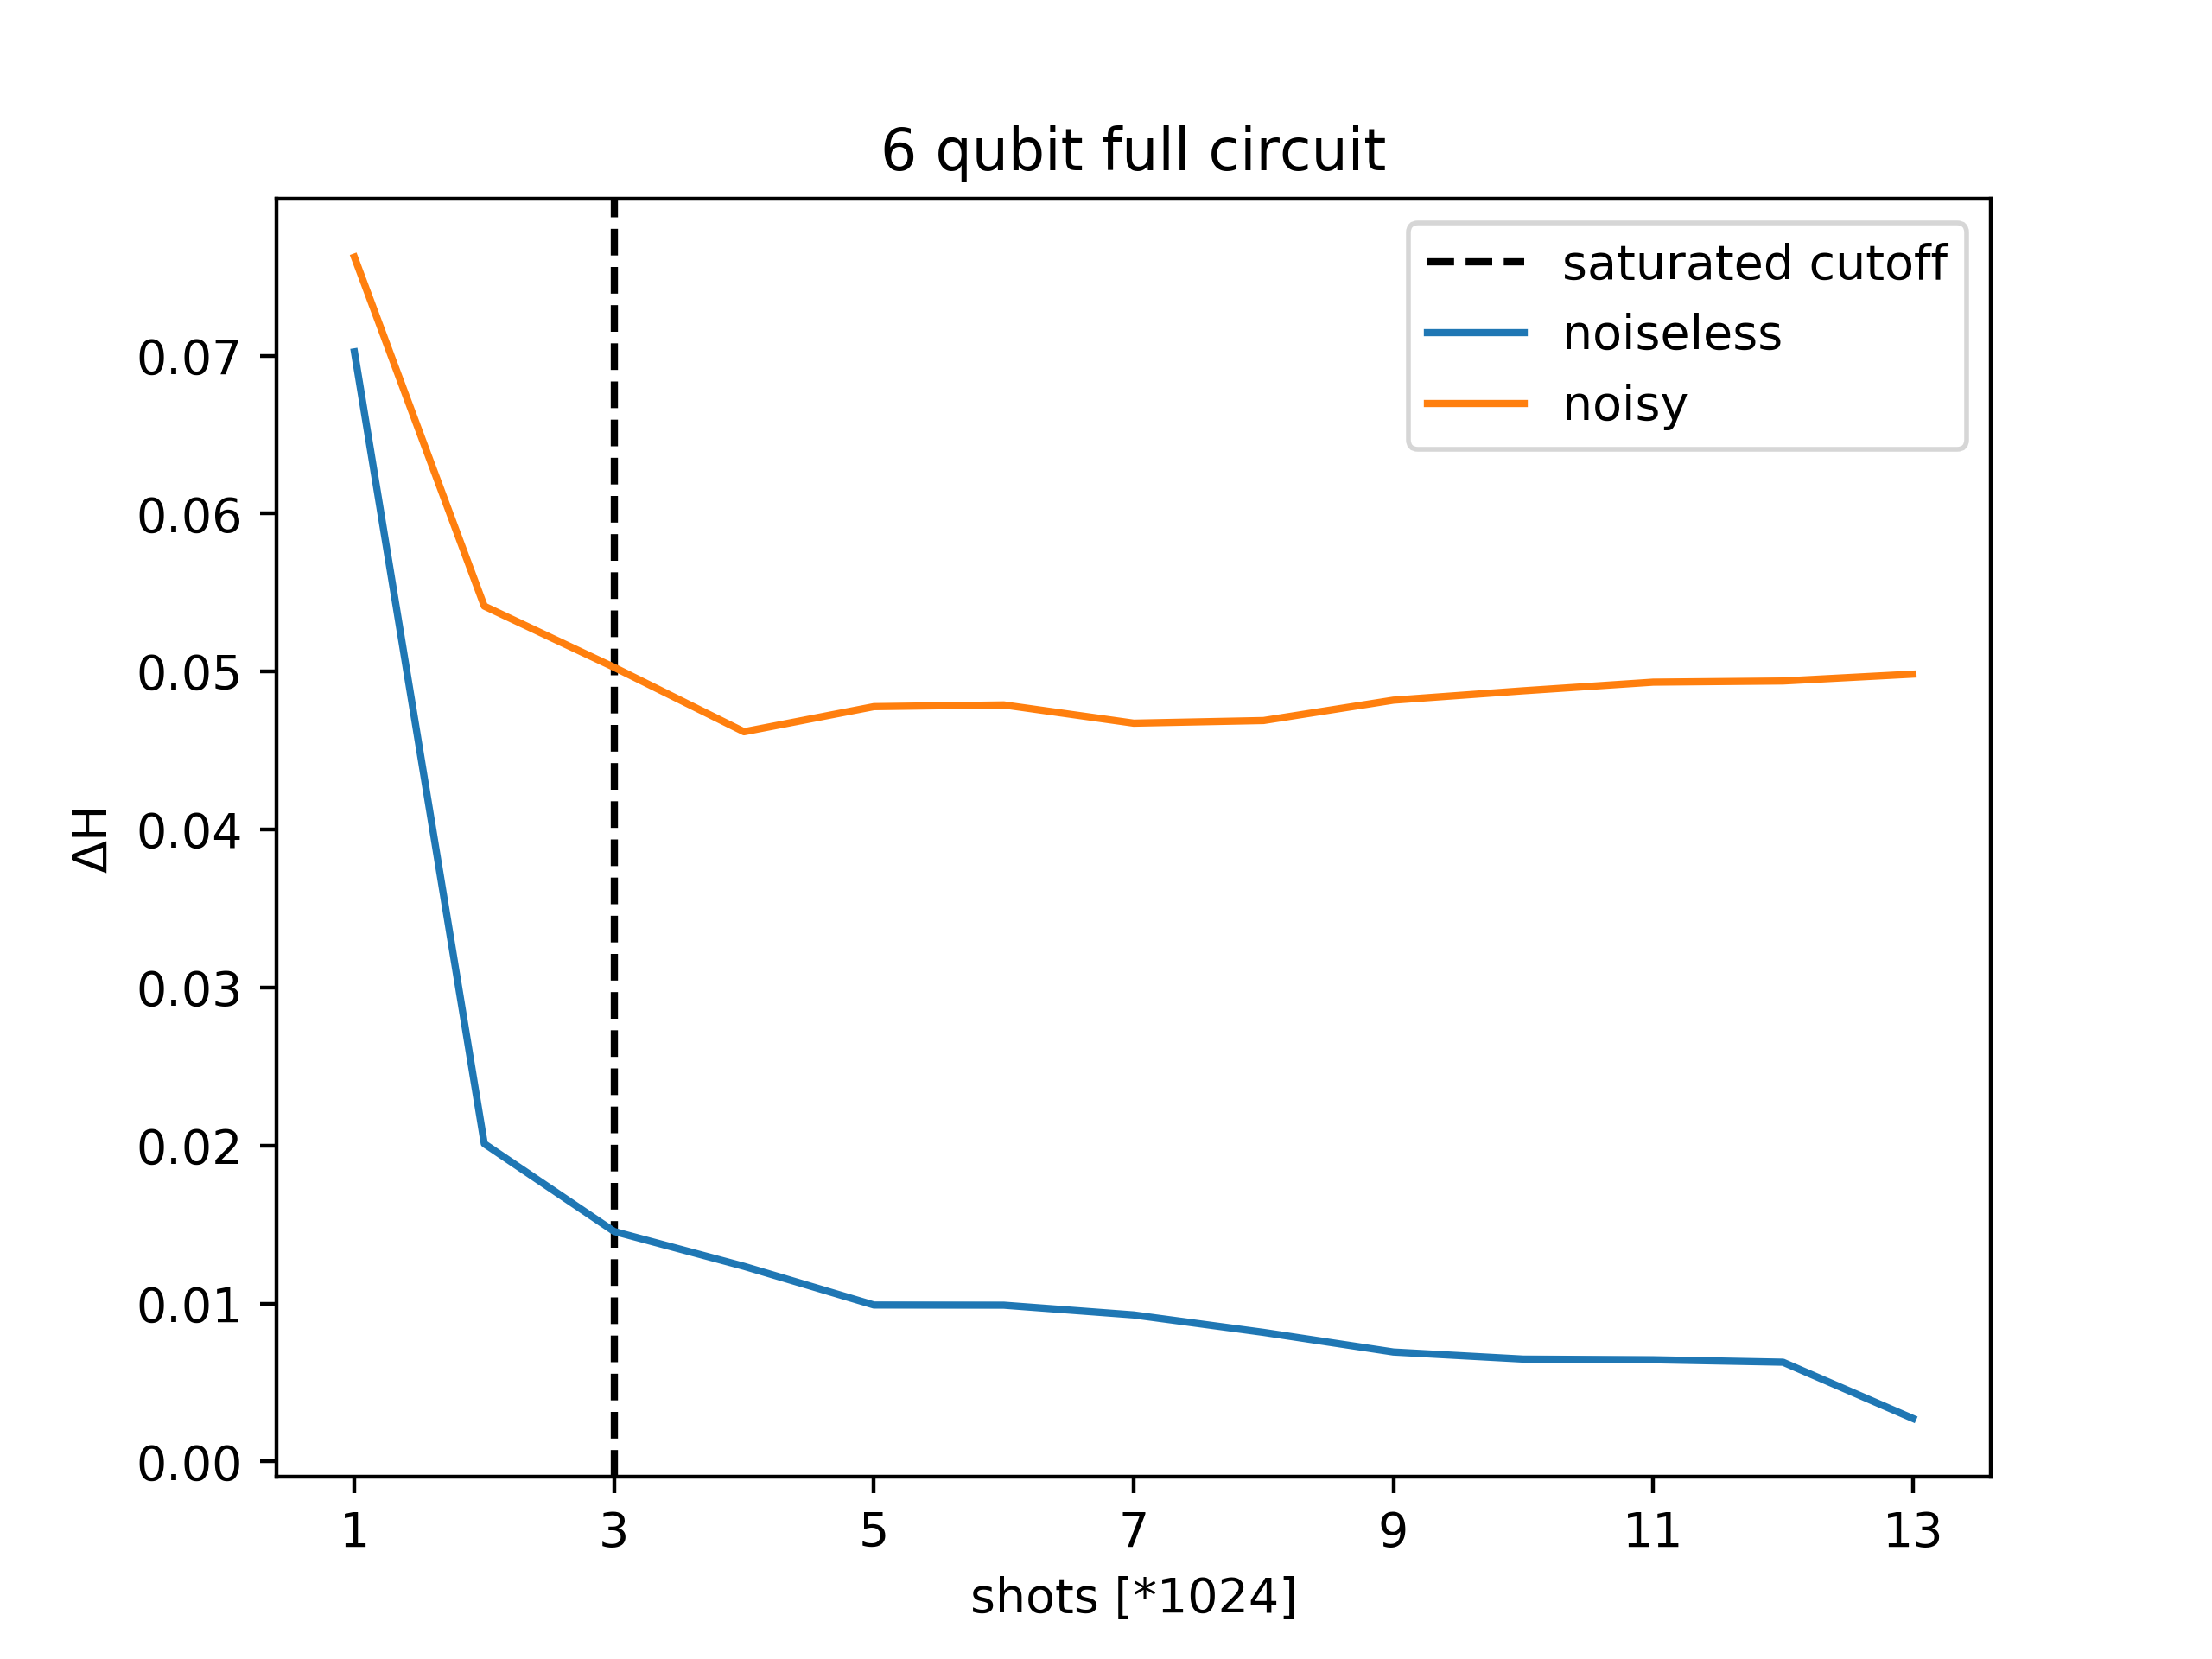 6 qubit full circuit
saturated cutoff
noiseless
noisy
0.07
0.06
0.05
0.04
0.03
0.02
0.01
0.00
ΔH
1 3 5 7 9 11 13
shots [*1024]